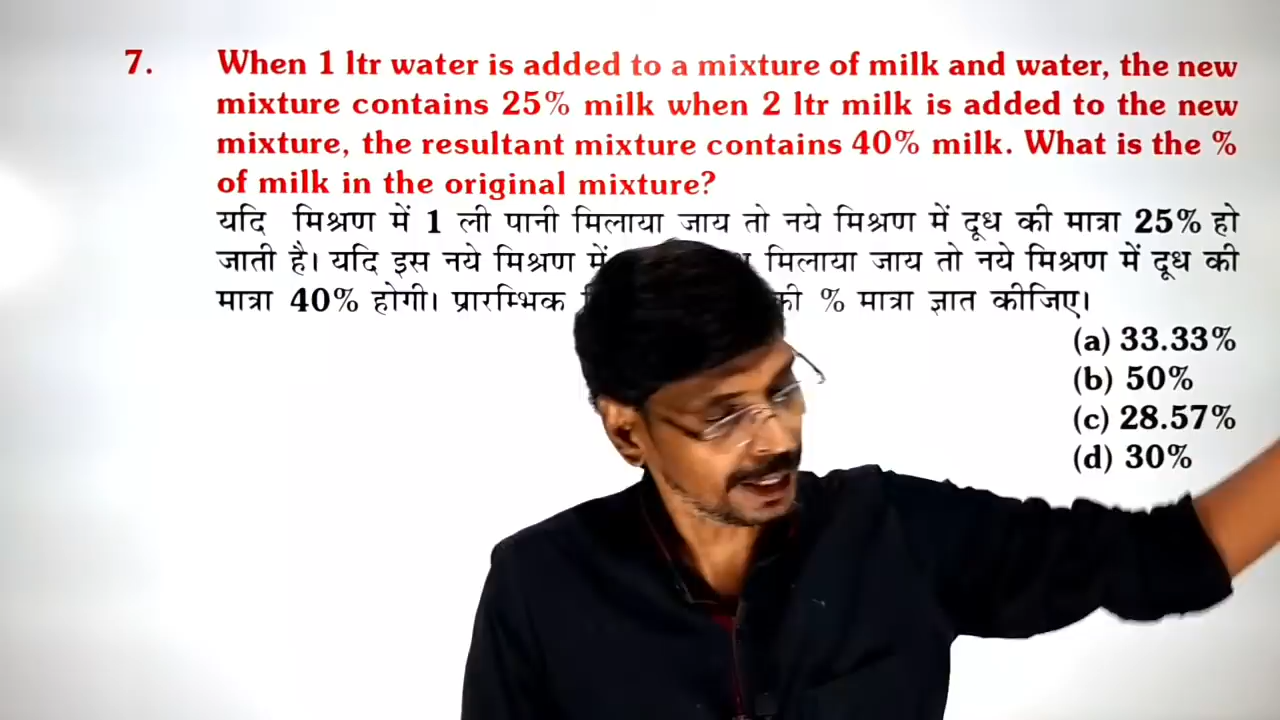 7. When 1 ltr water is added to a mixture of milk and water, the new
mixture contains 25% milk when 2 ltr milk is added to the new
mixture, the resultant mixture contains 40% milk. What is the %
of milk in the original mixture?
यदि मिश्रण में 1 ली पानी मिलाया जाय तो नये मिश्रण में दूध की मात्रा 25% हो
जाती है। यदि इस नये मिश्रण में मिलाया जाय तो नये मिश्रण में दूध की
मात्रा 40% होगी। प्रारम्भिक की % मात्रा ज्ञात कीजिए।
(a) 33.33%
(b) 50%
(c) 28.57%
(d) 30%